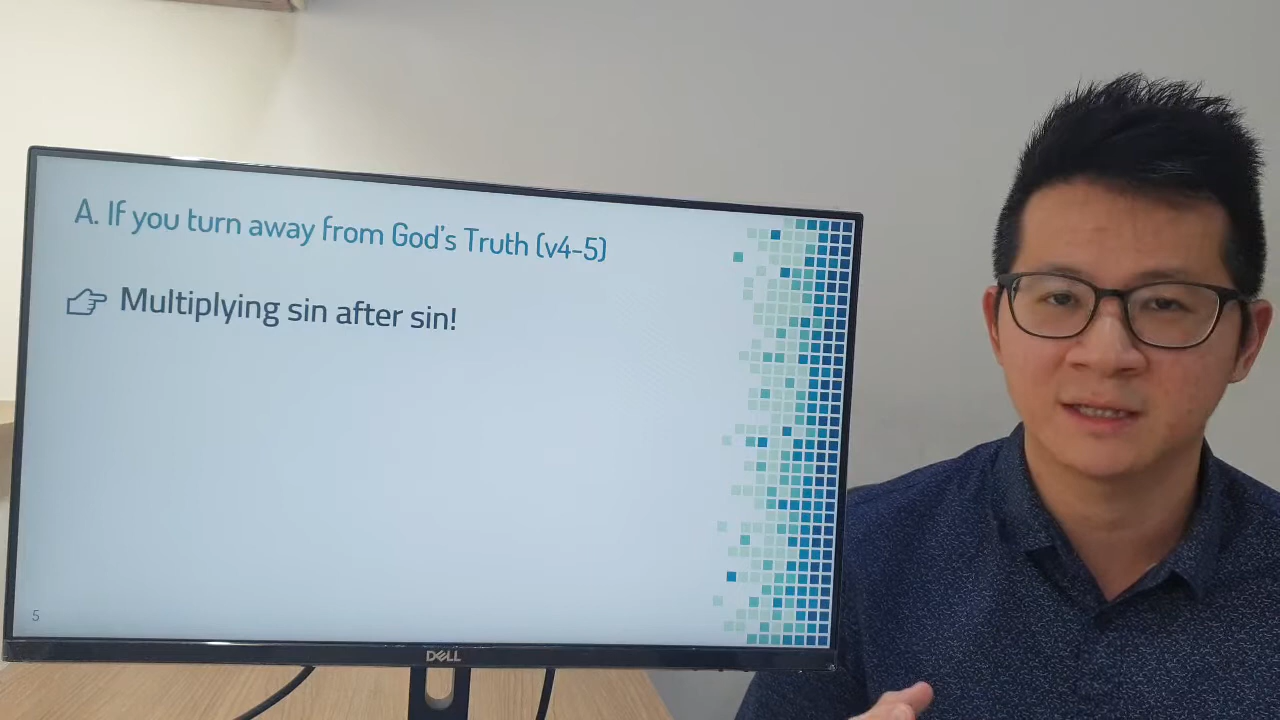 A. If you turn away from God's Truth (v4-5)
Multiplying sin after sin!
5
DELL